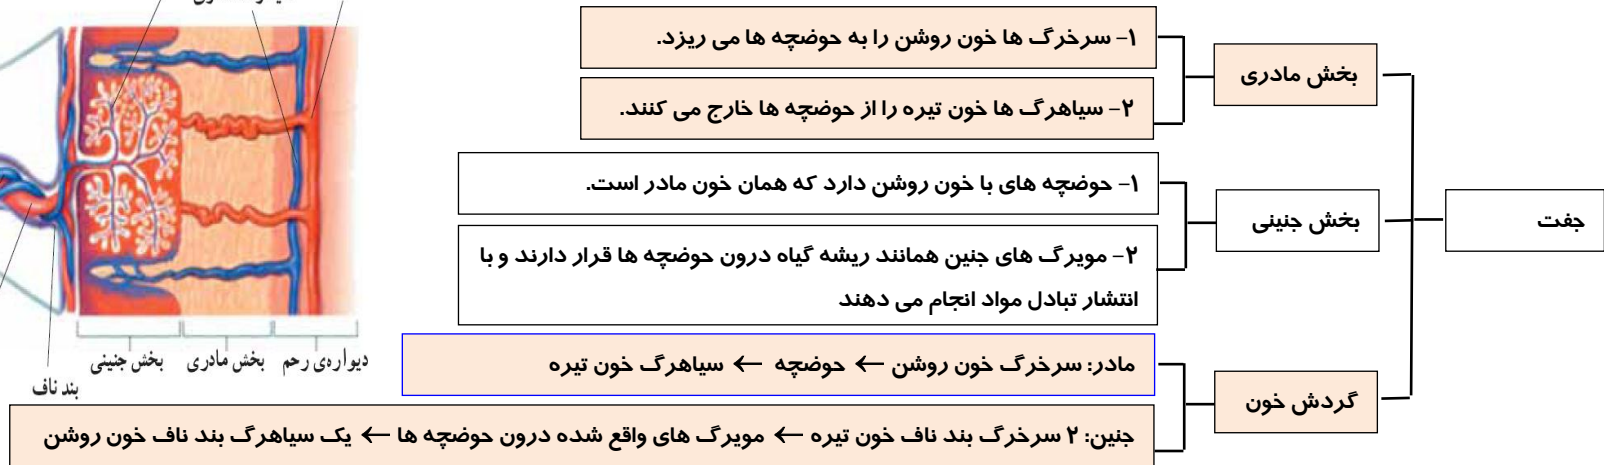 جفت
بخش مادری
۱- سرخرگ ها خون روشن را به حوضچه ها می ریزد.
۲- سیاهرگ ها خون تیره را از حوضچه ها خارج می کنند.
بخش جنینی
۱- حوضچه های با خون روشن دارد که همان خون مادر است.
۲- مویرگ های جنین همانند ریشه گیاه درون حوضچه ها قرار دارند و با
انتشار تبادل مواد انجام می دهند
گردش خون
مادر: سرخرگ خون روشن ← حوضچه ← سیاهرگ خون تیره
جنین: ۲ سرخرگ بند ناف خون تیره ← مویرگ های واقع شده درون حوضچه ها ← یک سیاهرگ بند ناف خون روشن
دیواره‌ی رحم
بخش مادری
بخش جنینی
بند ناف